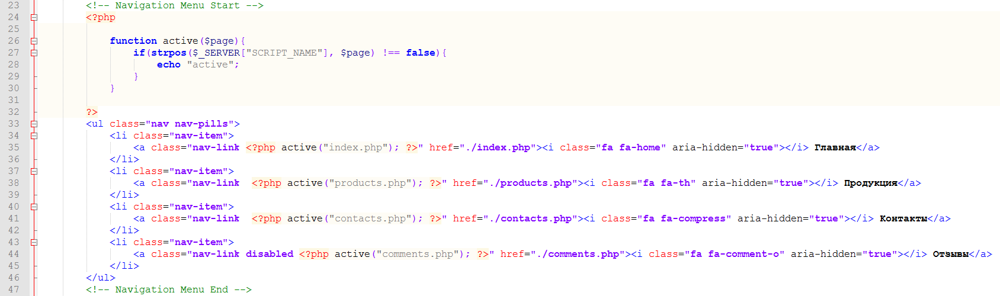 23 <!-- Navigation Menu Start -->
24 <?php
25
26 function active($page){
27 if(strpos($_SERVER["SCRIPT_NAME"], $page) !== false){
28 echo "active";
29 }
30 }
31
32 ?>
33 <ul class="nav nav-pills">
34 <li class="nav-item">
35 <a class="nav-link <?php active("index.php"); ?>" href="./index.php"><i class="fa fa-home" aria-hidden="true"></i> Главная</a>
36 </li>
37 <li class="nav-item">
38 <a class="nav-link  <?php active("products.php"); ?>" href="./products.php"><i class="fa fa-th" aria-hidden="true"></i> Продукция</a>
39 </li>
40 <li class="nav-item">
41 <a class="nav-link  <?php active("contacts.php"); ?>" href="./contacts.php"><i class="fa fa-compress" aria-hidden="true"></i> Контакты</a>
42 </li>
43 <li class="nav-item">
44 <a class="nav-link disabled <?php active("comments.php"); ?>" href="./comments.php"><i class="fa fa-comment-o" aria-hidden="true"></i> Отзывы</a>
45 </li>
46 </ul>
47 <!-- Navigation Menu End -->